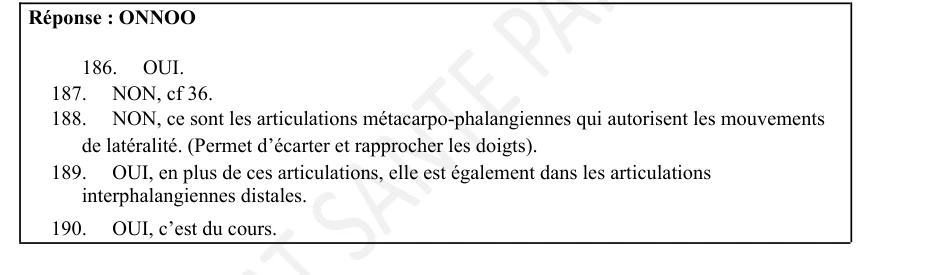 Réponse : ONNOO
186. OUI.
187. NON, cf 36.
188. NON, ce sont les articulations métacarpo-phalangiennes qui autorisent les mouvements
de latéralité. (Permet d’écarter et rapprocher les doigts).
189. OUI, en plus de ces articulations, elle est également dans les articulations
interphalangiennes distales.
190. OUI, c’est du cours.
SANTE PA